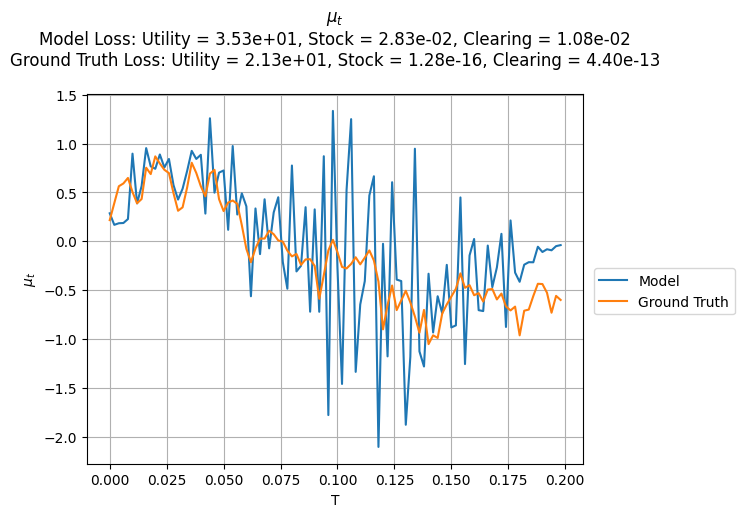 μt
Model Loss: Utility = 3.53e+01, Stock = 2.83e-02, Clearing = 1.08e-02
Ground Truth Loss: Utility = 2.13e+01, Stock = 1.28e-16, Clearing = 4.40e-13
1.5
1.0
0.5
0.0
−0.5
−1.0
−1.5
−2.0
μt
0.000 0.025 0.050 0.075 0.100 0.125 0.150 0.175 0.200
T
Model
Ground Truth